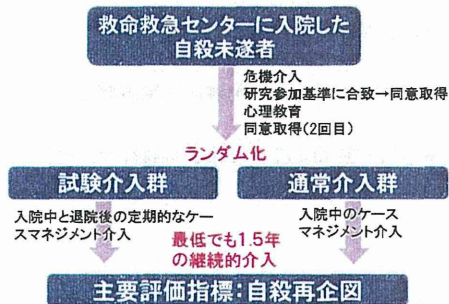 救命救急センターに入院した
自殺未遂者
危機介入
研究参加基準に合致→同意取得
心理教育
同意取得(2回目)
ランダム化
試験介入群
通常介入群
入院中と退院後の定期的なケー
スマネジメント介入
入院中のケース
マネジメント介入
最低でも1.5年
の継続的介入
主要評価指標:自殺再企図